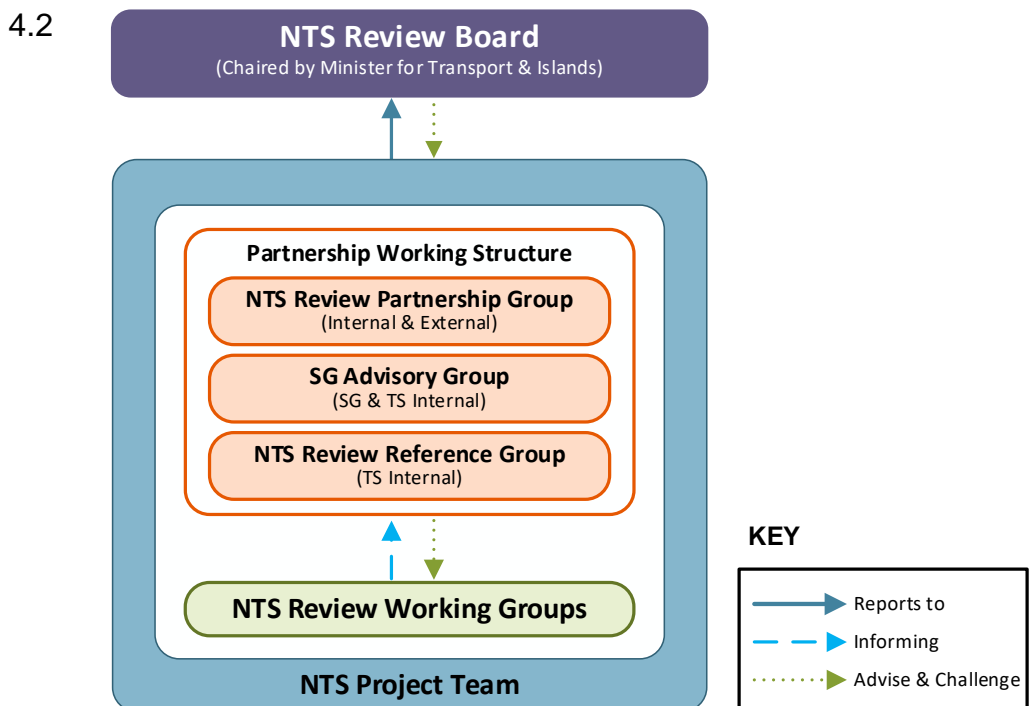 4.2
NTS Review Board
(Chaired by Minister for Transport & Islands)
Partnership Working Structure
NTS Review Partnership Group
(Internal & External)
SG Advisory Group
(SG & TS Internal)
NTS Review Reference Group
(TS Internal)
NTS Review Working Groups
NTS Project Team
KEY
Reports to
Informing
Advise & Challenge